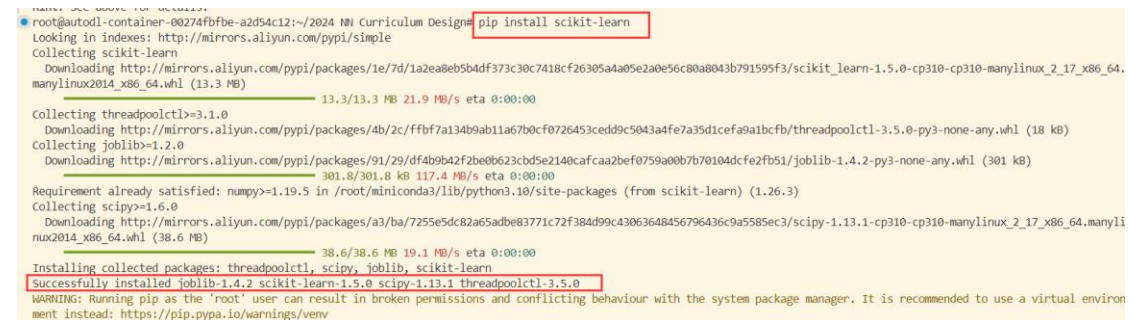 hint: See above for details.
root@autodl-container-00274fbfbe-a2d54c12:~/2024 NN Curriculum Design# pip install scikit-learn
Looking in indexes: http://mirrors.aliyun.com/pypi/simple
Collecting scikit-learn
Downloading http://mirrors.aliyun.com/pypi/packages/1e/7d/1a2ea8eb5b4df373c30c7418cf26305a4a05e2a0e56c80a8043b791595f3/scikit_learn-1.5.0-cp310-cp310-manylinux_2_17_x86_64.
manylinux2014_x86_64.whl (13.3 MB)
13.3/13.3 MB 21.9 MB/s eta 0:00:00
Collecting threadpoolctl>=3.1.0
Downloading http://mirrors.aliyun.com/pypi/packages/4b/2c/ffbf7a134b9ab11a67b0cf0726453cedd9c5043a4fe7a35d1cefa9a1bcfb/threadpoolctl-3.5.0-py3-none-any.whl (18 kB)
Collecting joblib>=1.2.0
Downloading http://mirrors.aliyun.com/pypi/packages/91/29/df4b9b42f2be0b623cbd5e2140cafcaa2bef0759a00b7b70104dcfe2fb51/joblib-1.4.2-py3-none-any.whl (301 kB)
301.8/301.8 kB 117.4 MB/s eta 0:00:00
Requirement already satisfied: numpy>=1.19.5 in /root/miniconda3/lib/python3.10/site-packages (from scikit-learn) (1.26.3)
Collecting scipy>=1.6.0
Downloading http://mirrors.aliyun.com/pypi/packages/a3/ba/7255e5dc82a65adbe83771c72f384d99c43063648456796436c9a5585ec3/scipy-1.13.1-cp310-cp310-manylinux_2_17_x86_64.manyli
nux2014_x86_64.whl (38.6 MB)
38.6/38.6 MB 19.1 MB/s eta 0:00:00
Installing collected packages: threadpoolctl, scipy, joblib, scikit-learn
Successfully installed joblib-1.4.2 scikit-learn-1.5.0 scipy-1.13.1 threadpoolctl-3.5.0
WARNING: Running pip as the 'root' user can result in broken permissions and conflicting behaviour with the system package manager. It is recommended to use a virtual environ
ment instead: https://pip.pypa.io/warnings/venv